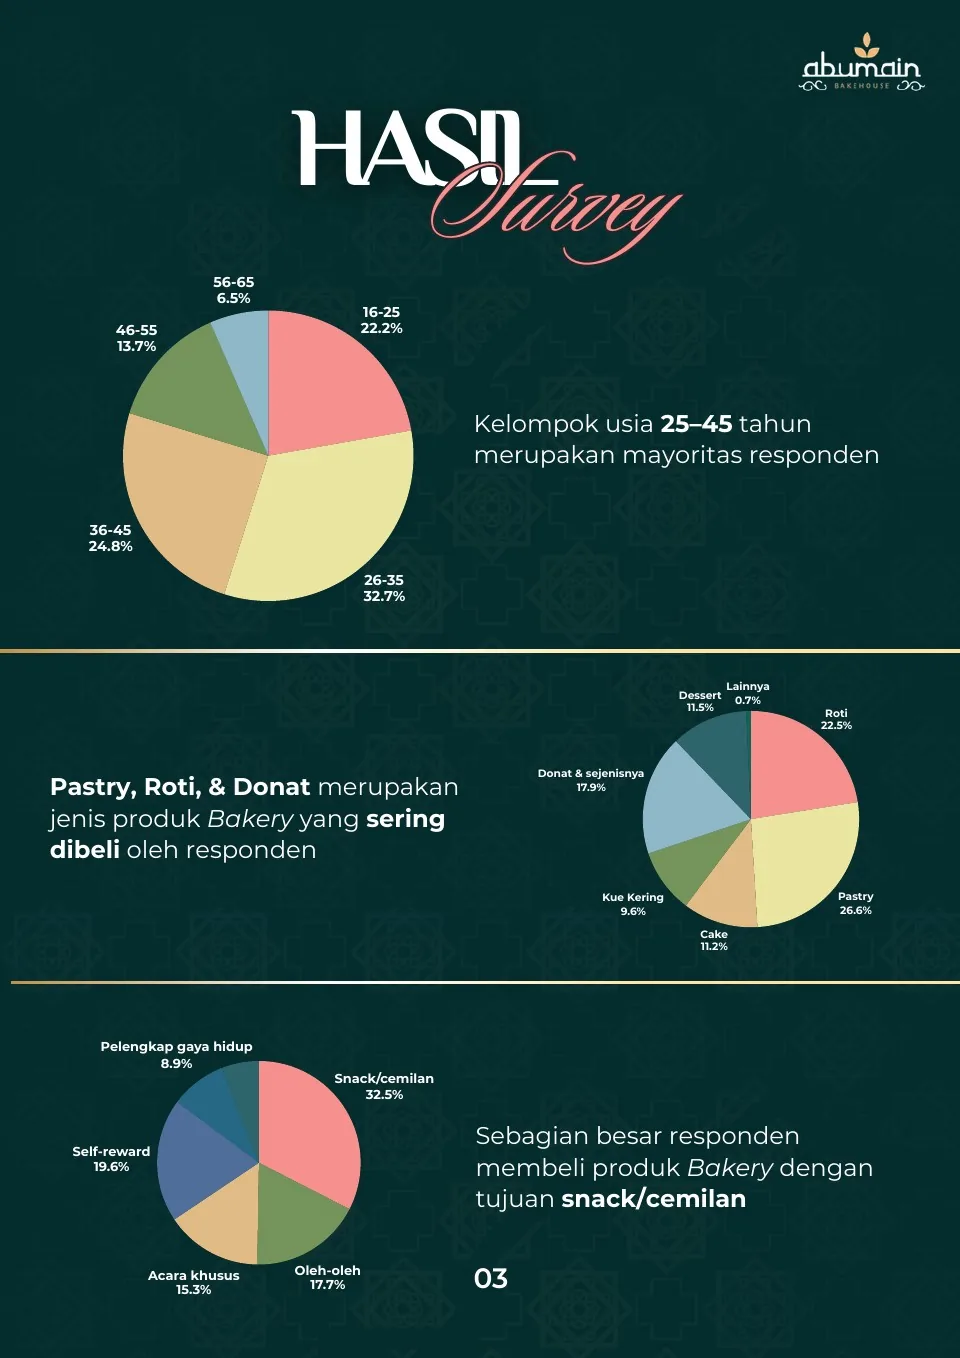 abumain
BAKEHOUSE
HASIL
Survey
56-65
6.5%
16-25
22.2%
46-55
13.7%
36-45
24.8%
26-35
32.7%
Kelompok usia 25–45 tahun
merupakan mayoritas responden
Pastry, Roti, & Donat merupakan
jenis produk Bakery yang sering
dibeli oleh responden
Lainnya
0.7%
Dessert
11.5%
Roti
22.5%
Donat & sejenisnya
17.9%
Kue Kering
9.6%
Pastry
26.6%
Cake
11.2%
Pelengkap gaya hidup
8.9%
Snack/cemilan
32.5%
Self-reward
19.6%
Acara khusus
15.3%
Oleh-oleh
17.7%
Sebagian besar responden
membeli produk Bakery dengan
tujuan snack/cemilan
03